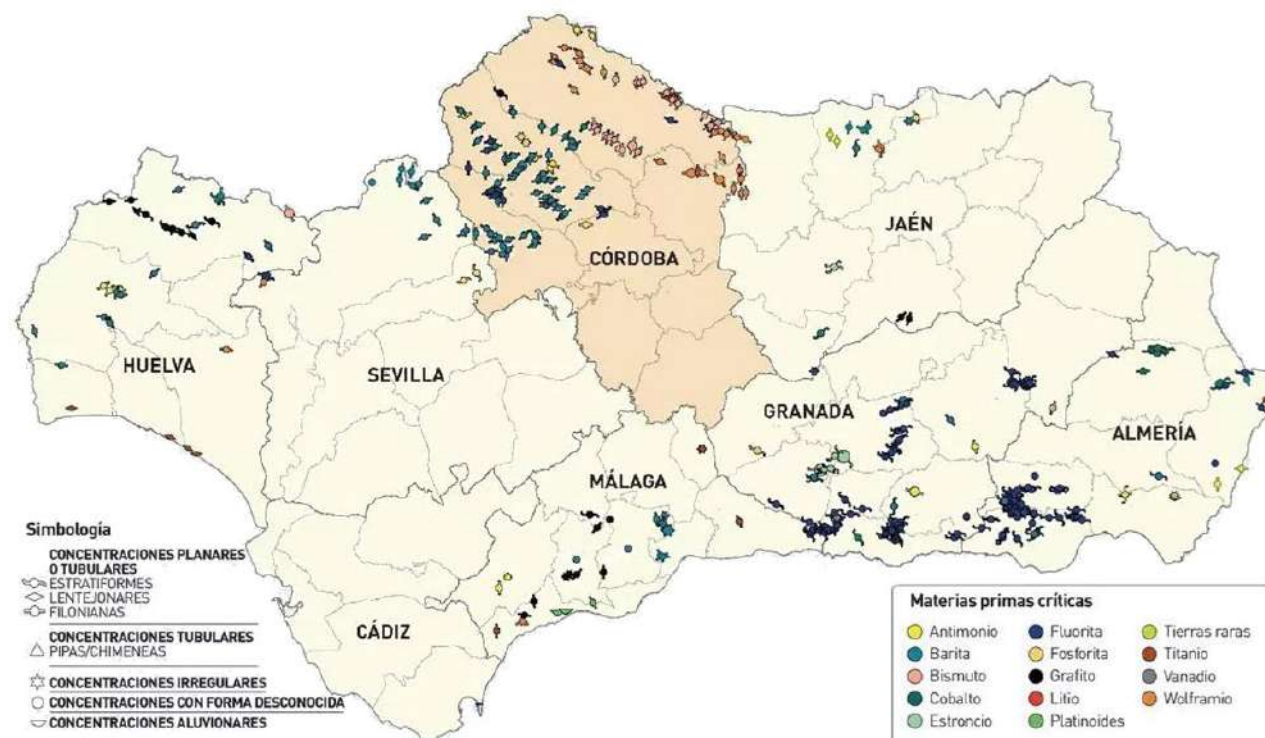 CÓRDOBA
JAÉN
HUELVA
SEVILLA
GRANADA
ALMERÍA
MÁLAGA
CÁDIZ
Simbología
CONCENTRACIONES PLANARES
O TUBULARES
ESTRATIFORMES
LENTEJONARES
FILONIANAS
CONCENTRACIONES TUBULARES
PIPAS/CHIMENEAS
CONCENTRACIONES IRREGULARES
CONCENTRACIONES CON FORMA DESCONOCIDA
CONCENTRACIONES ALUVIONARES
Materias primas críticas
Antimonio
Barita
Bismuto
Cobalto
Estroncio
Fluorita
Fosforita
Grafito
Litio
Platinoides
Tierras raras
Titanio
Vanadio
Wolframio